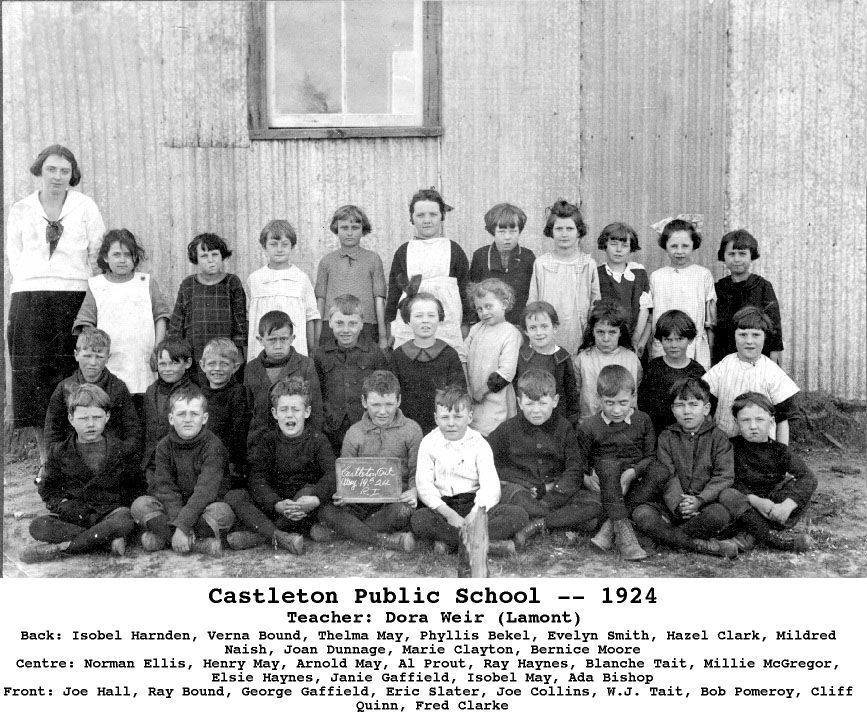 Castleton Ont
May 19th 24
R I
Castleton Public School -- 1924
Teacher: Dora Weir (Lamont)
Back: Isobel Harnden, Verna Bound, Thelma May, Phyllis Bekel, Evelyn Smith, Hazel Clark, Mildred
Naish, Joan Dunnage, Marie Clayton, Bernice Moore
Centre: Norman Ellis, Henry May, Arnold May, Al Prout, Ray Haynes, Blanche Tait, Millie McGregor,
Elsie Haynes, Janie Gaffield, Isobel May, Ada Bishop
Front: Joe Hall, Ray Bound, George Gaffield, Eric Slater, Joe Collins, W.J. Tait, Bob Pomeroy, Cliff
Quinn, Fred Clarke